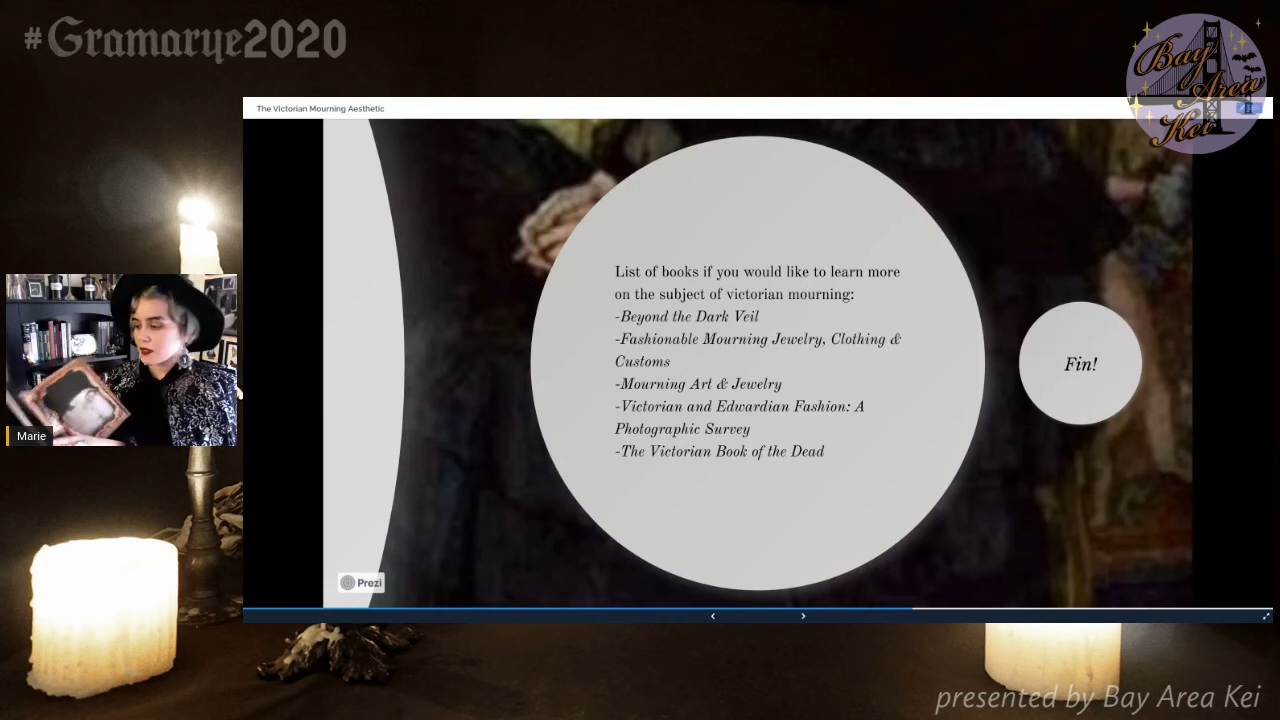 #Gramarye2020
Bay
Area
Kei
The Victorian Mourning Aesthetic
List of books if you would like to learn more
on the subject of victorian mourning:
-Beyond the Dark Veil
-Fashionable Mourning Jewelry, Clothing &
Customs
-Mourning Art & Jewelry
-Victorian and Edwardian Fashion: A
Photographic Survey
-The Victorian Book of the Dead
Fin!
Marie
Prezi
presented by Bay Area Kei